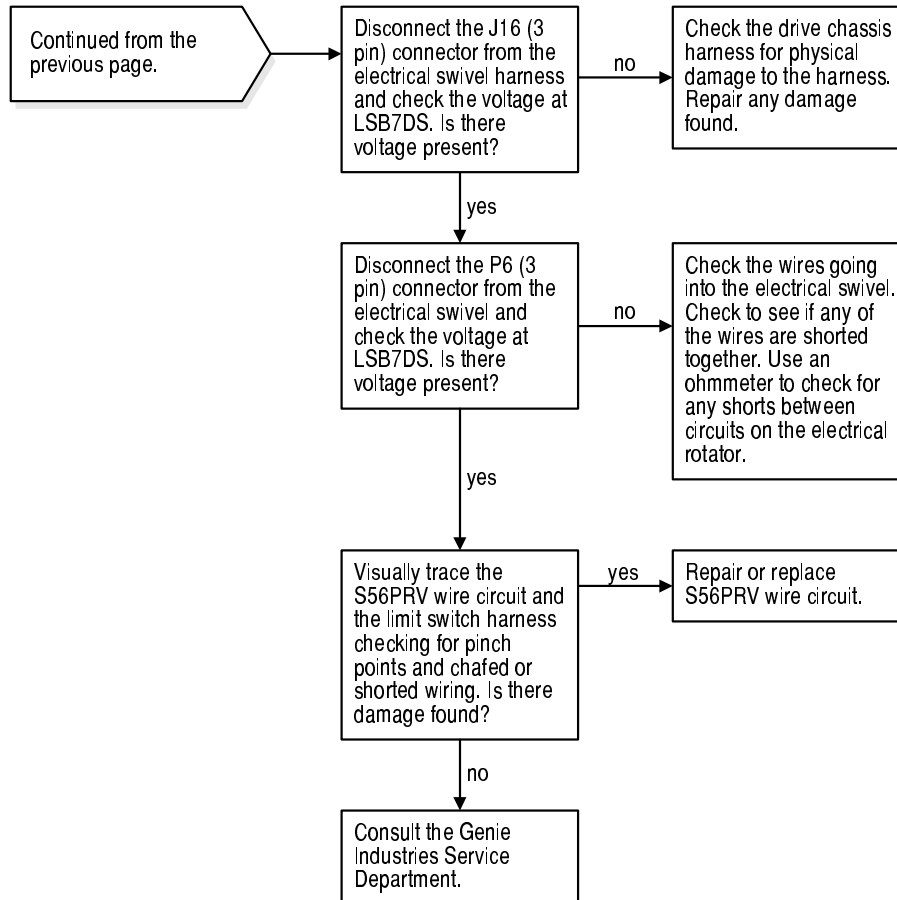 Continued from the
previous page.
Disconnect the J16 (3
pin) connector from the
electrical swivel harness
and check the voltage at
LSB7DS. Is there
voltage present?
no
Check the drive chassis
harness for physical
damage to the harness.
Repair any damage
found.
yes
Disconnect the P6 (3
pin) connector from the
electrical swivel and
check the voltage at
LSB7DS. Is there
voltage present?
no
Check the wires going
into the electrical swivel.
Check to see if any of
the wires are shorted
together. Use an
ohmmeter to check for
any shorts between
circuits on the electrical
rotator.
yes
Visually trace the
S56PRV wire circuit and
the limit switch harness
checking for pinch
points and chafed or
shorted wiring. Is there
damage found?
yes
Repair or replace
S56PRV wire circuit.
no
Consult the Genie
Industries Service
Department.